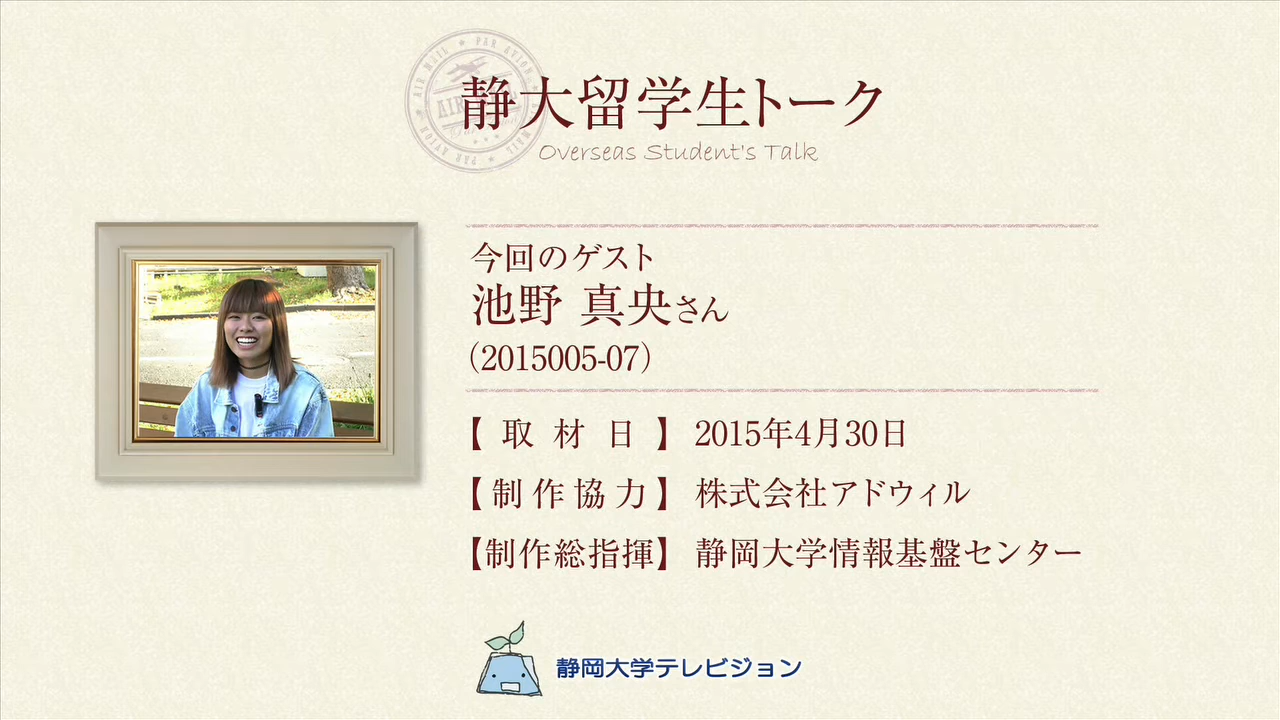 静大留学生トーク
Overseas Student's Talk
AIR MAIL ★ PAR AVION
今回のゲスト
池野 真央さん
（2015005-07）
【 取 材 日 】 2015年4月30日
【 制 作 協 力 】 株式会社アドウィル
【制作総指揮】 静岡大学情報基盤センター
静岡大学テレビジョン